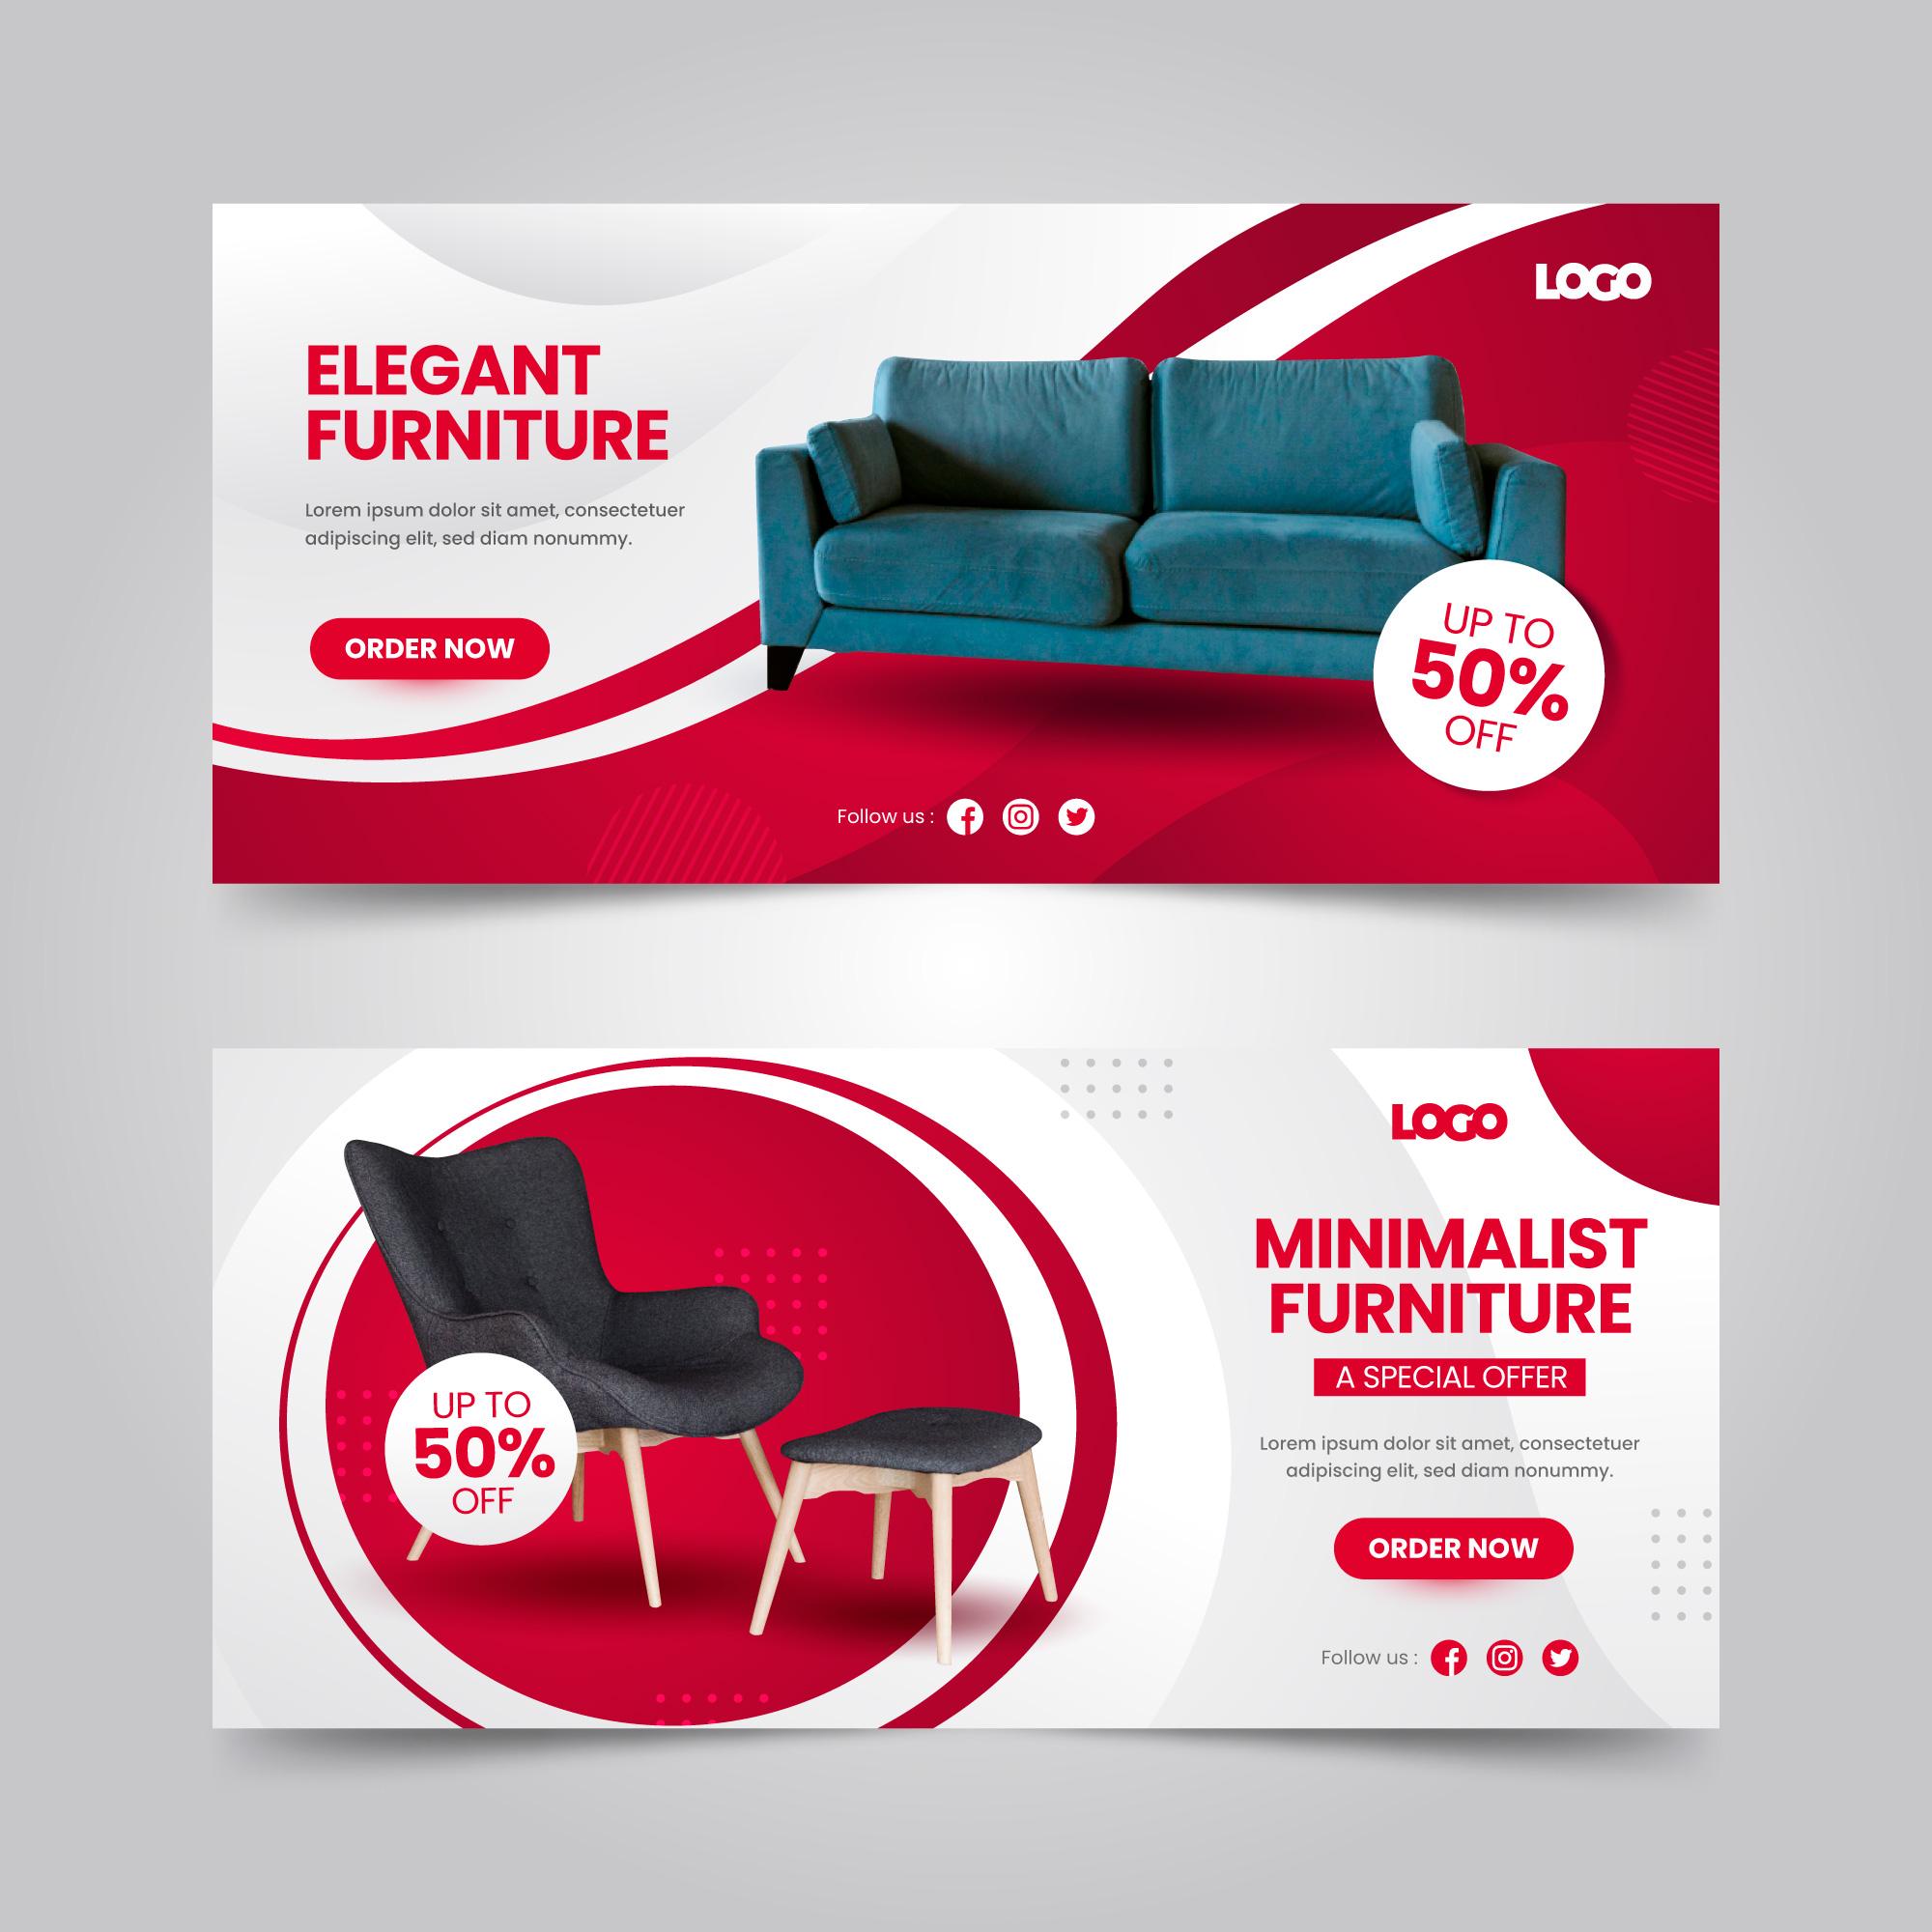 LOGO
ELEGANT
FURNITURE
Lorem ipsum dolor sit amet, consectetuer
adipiscing elit, sed diam nonummy.
ORDER NOW
UP TO
50%
OFF
Follow us :
LOGO
MINIMALIST
FURNITURE
A SPECIAL OFFER
Lorem ipsum dolor sit amet, consectetuer
adipiscing elit, sed diam nonummy.
UP TO
50%
OFF
ORDER NOW
Follow us :